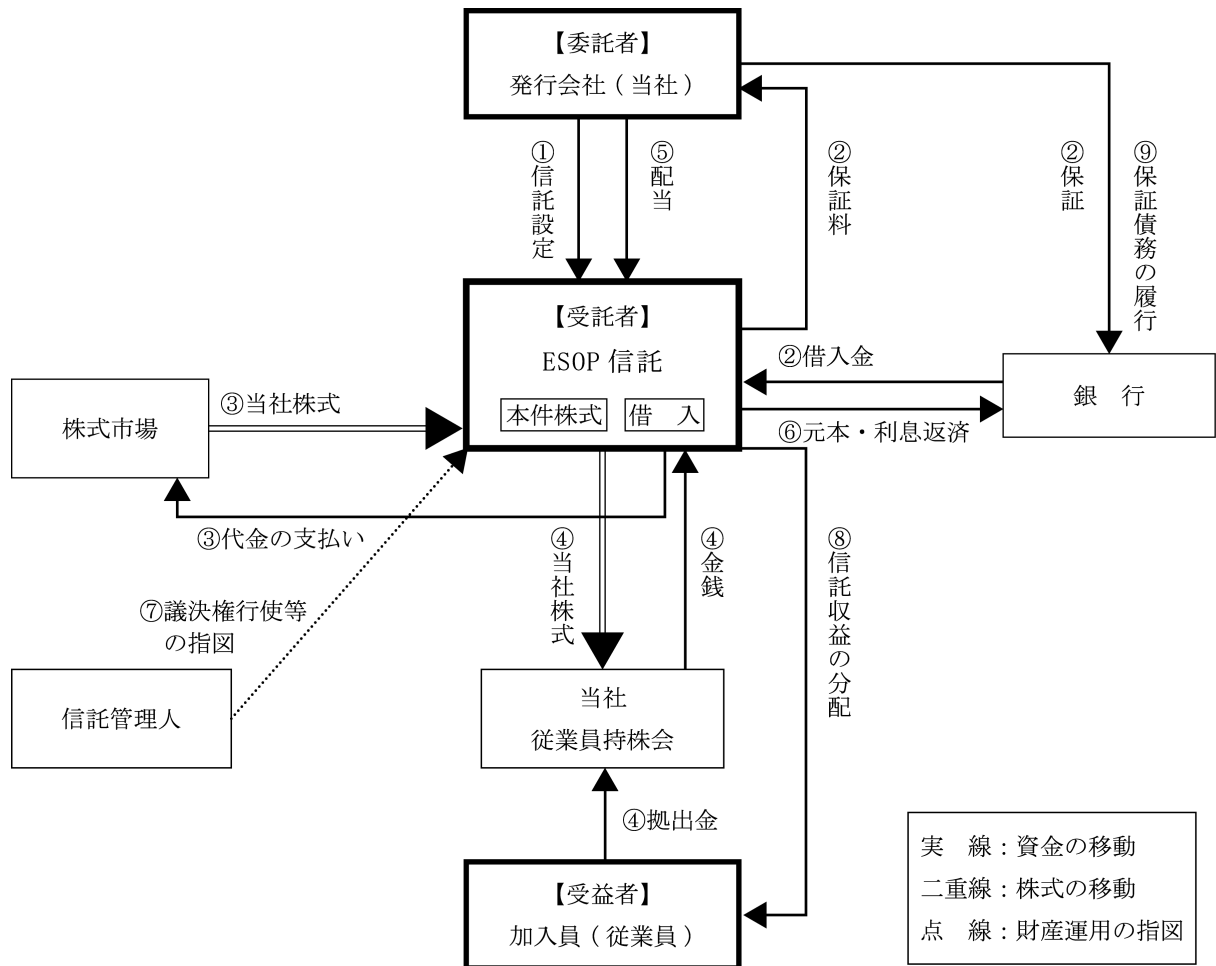 【委託者】
発行会社（当社）
①信託設定
⑤配当
②保証料
②保証
⑨保証債務の履行
【受託者】
ESOP 信託
本件株式
借　入
②借入金
⑥元本・利息返済
銀　行
株式市場
③当社株式
③代金の支払い
④当社株式
④金銭
⑧信託収益の分配
⑦議決権行使等
の指図
信託管理人
当社
従業員持株会
④拠出金
【受益者】
加入員（従業員）
実　線：資金の移動
二重線：株式の移動
点　線：財産運用の指図